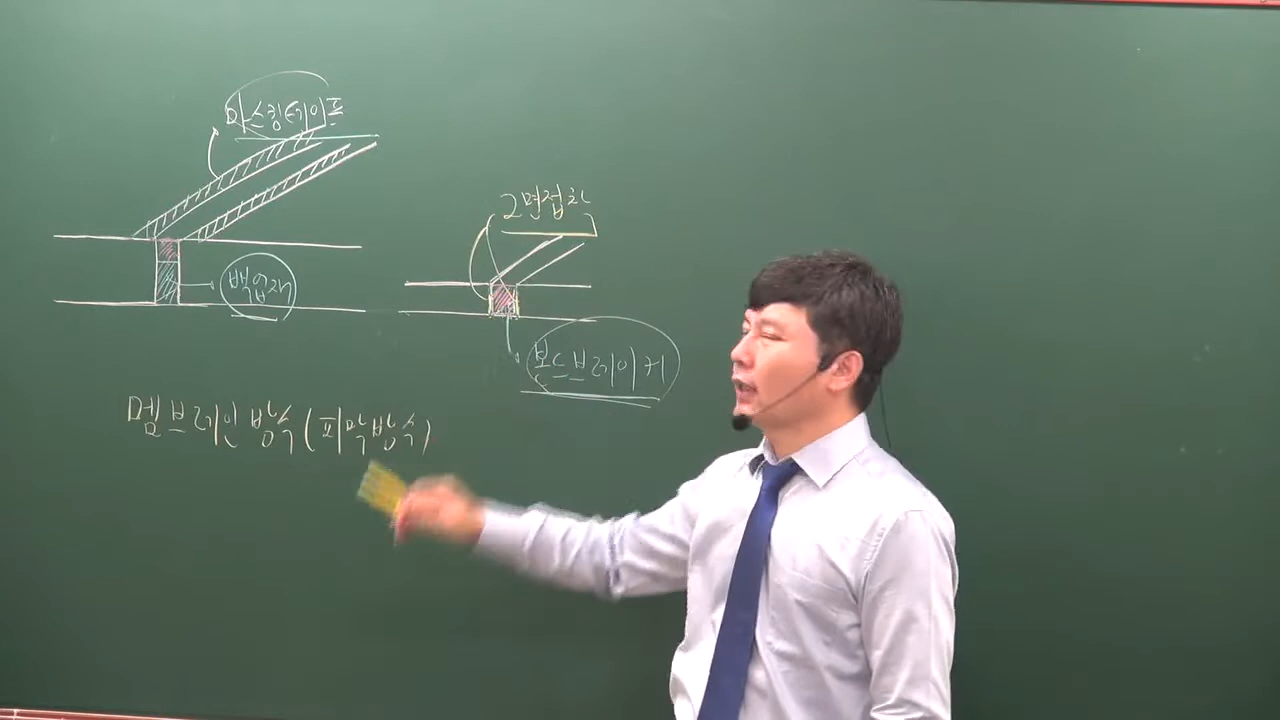 마스킹테이프
2면접착
백업재
본드브레이커
멤브레인 방수(피막방수)